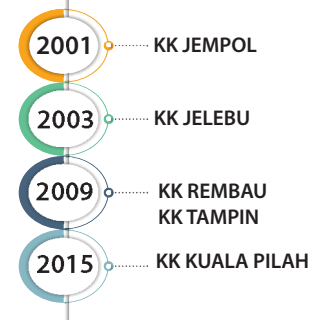 2001 KK JEMPOL
2003 KK JELEBU
2009 KK REMBAU
KK TAMPIN
2015 KK KUALA PILAH